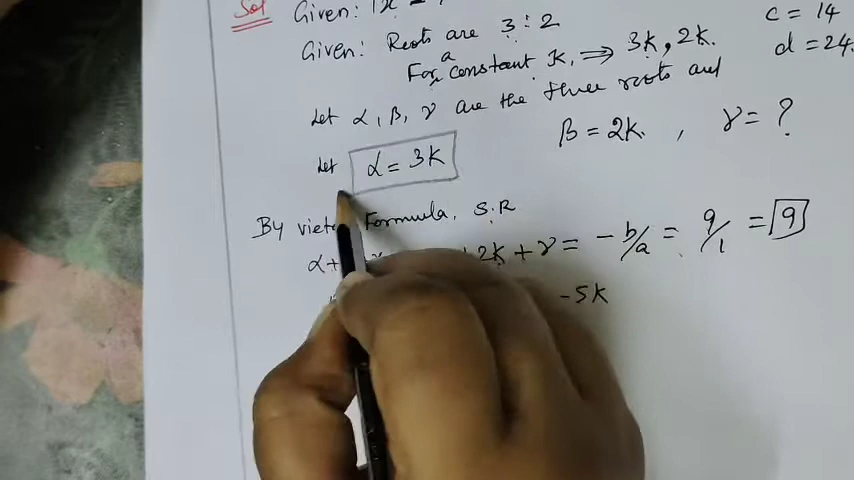 Sol Given:
c = 14
Given: Roots are 3:2
d = 24
For a constant K, ⇒ 3K, 2K.
Let α, β, γ are the three roots and
Let α = 3K β = 2K, γ = ?
By vieta Formula, S.R
α+ 2K + γ = - b/a = 9/1 = 9
-5K